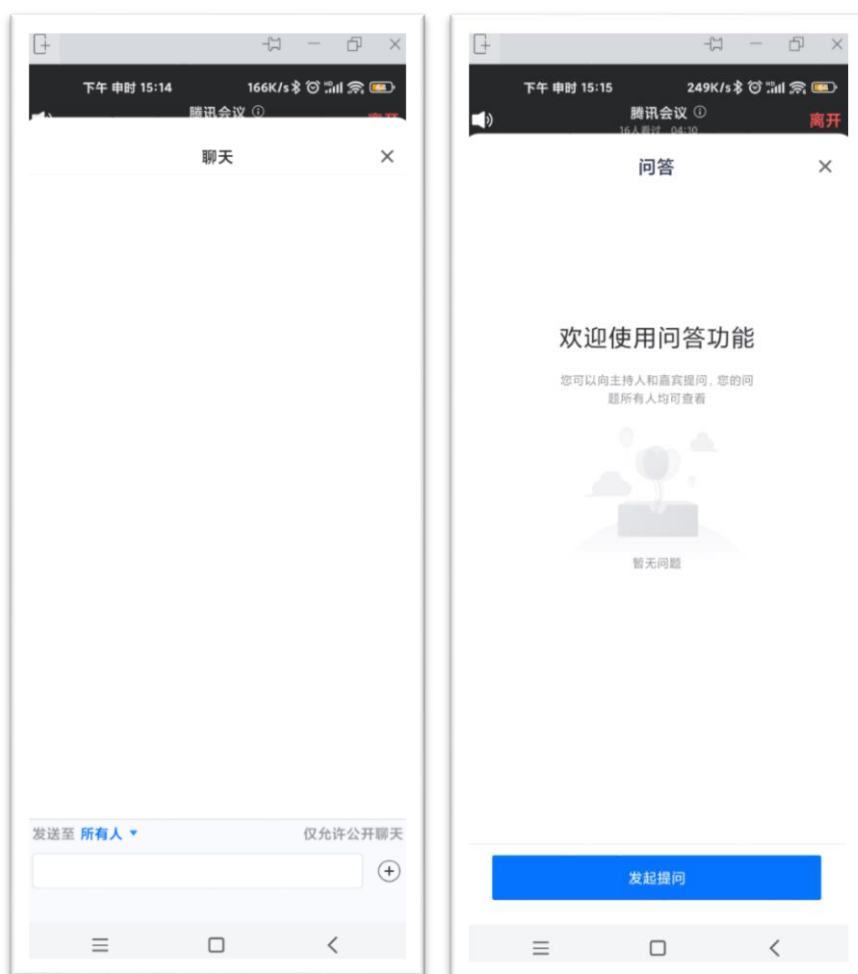 下午 申时 15:14
166K/s
腾讯会议
聊天
发送至 所有人
仅允许公开聊天
下午 申时 15:15
249K/s
64
腾讯会议
16人看过 04:10
离开
问答
欢迎使用问答功能
您可以向主持人和嘉宾提问，您的问
题所有人均可查看
暂无问题
发起提问